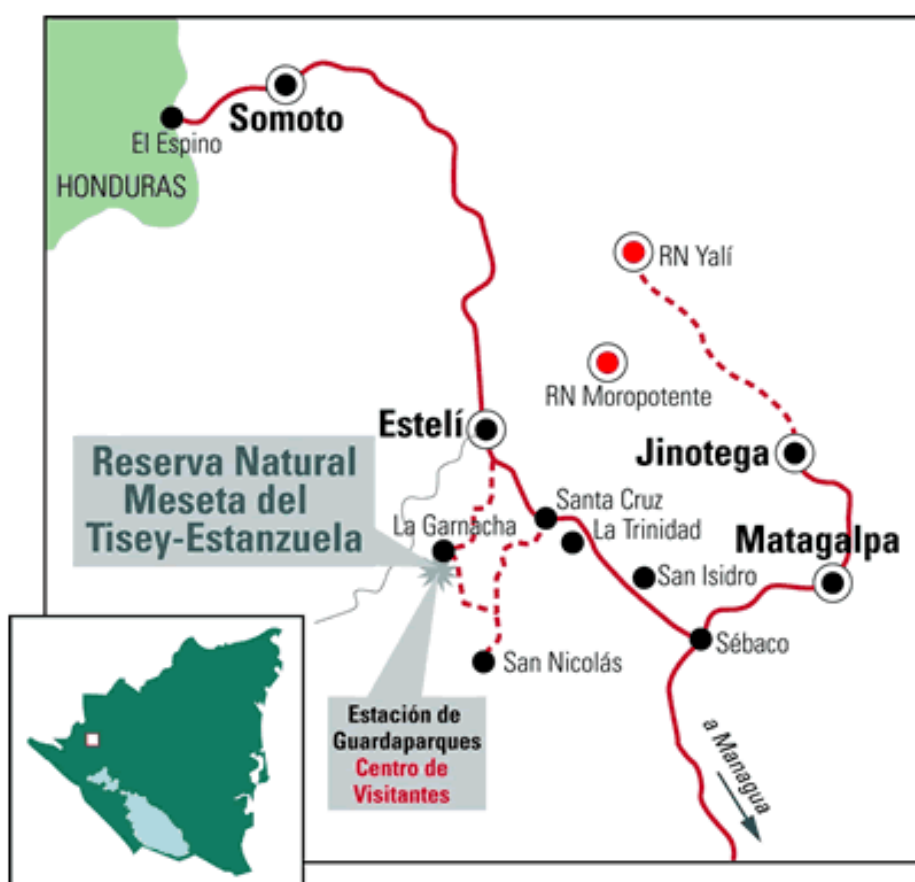 Somoto
El Espino
HONDURAS
RN Yalí
RN Moropotente
Estelí
Jinotega
Reserva Natural
Meseta del
Tisey-Estanzuela
Santa Cruz
La Garnacha
La Trinidad
Matagalpa
San Isidro
Sébaco
San Nicolás
Estación de
Guardaparques
Centro de
Visitantes
a Managua